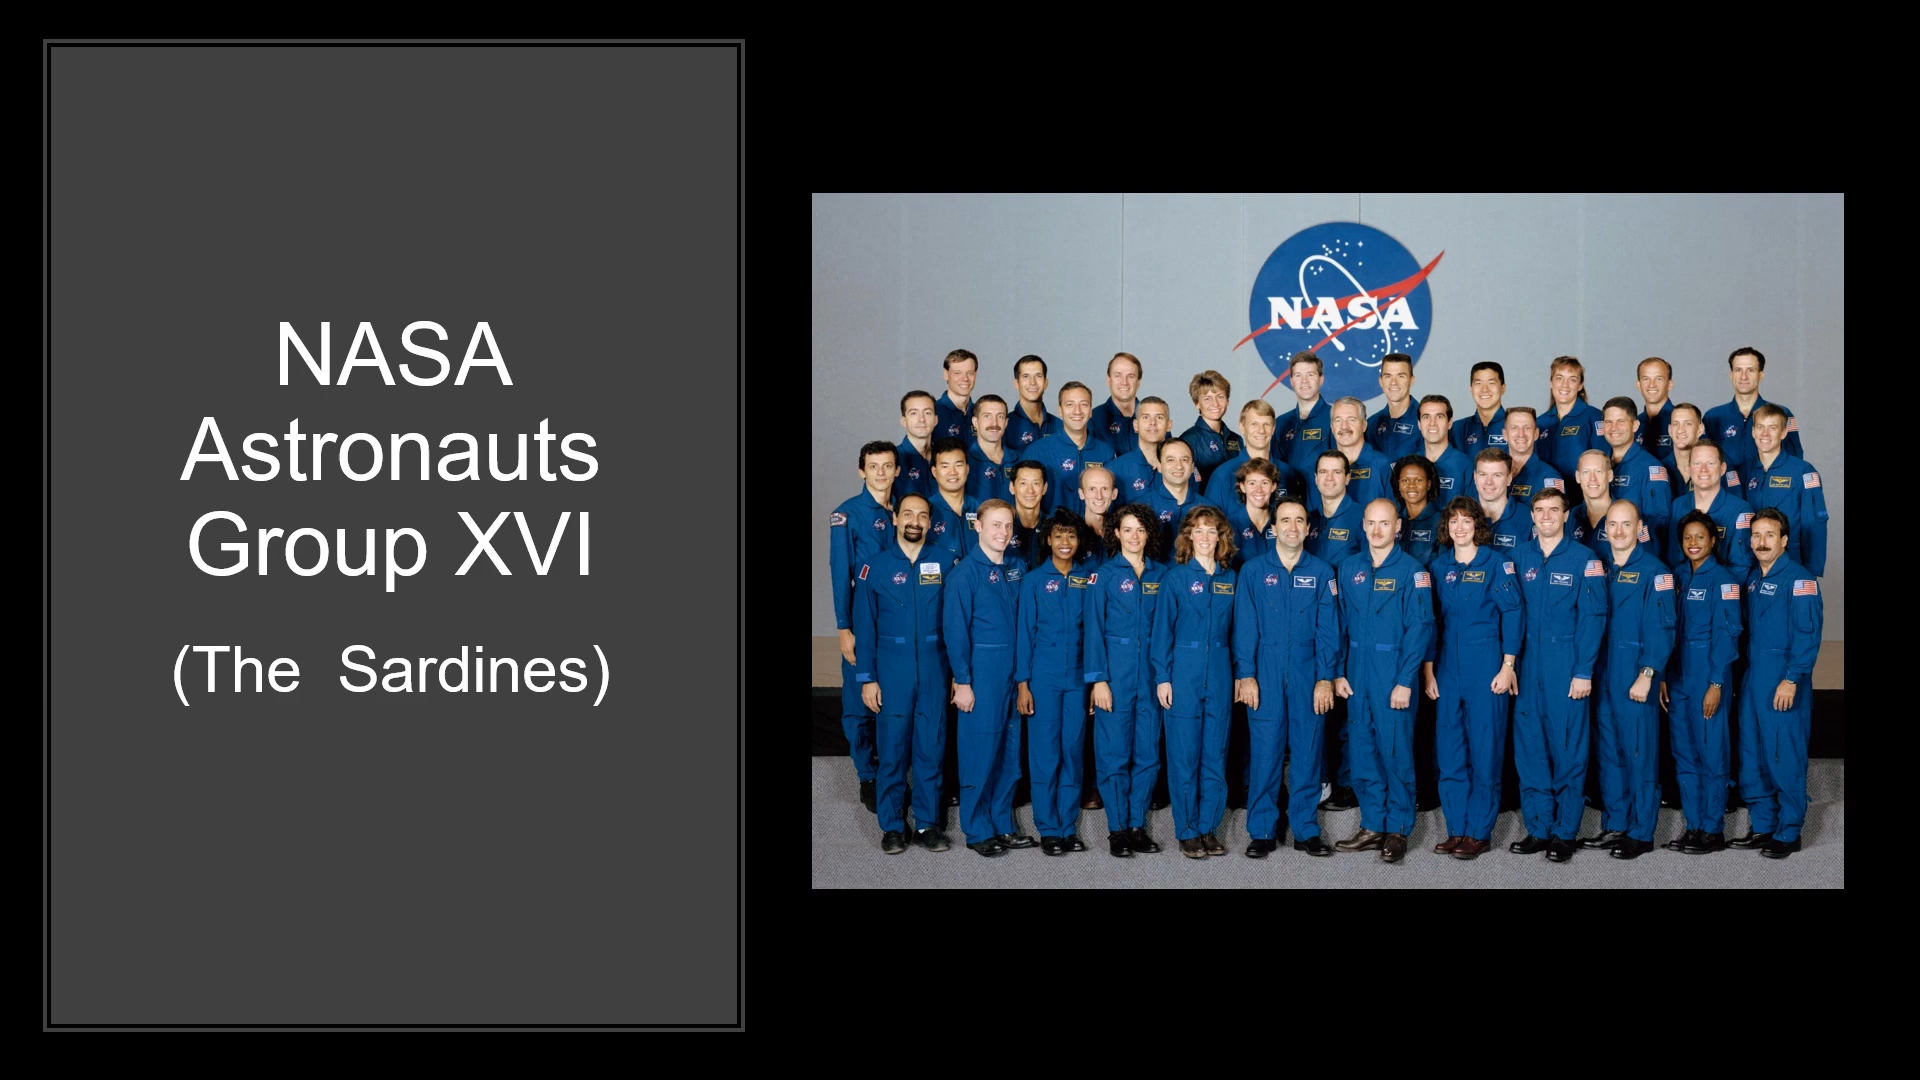 NASA
Astronauts
Group XVI
(The Sardines)
NASA